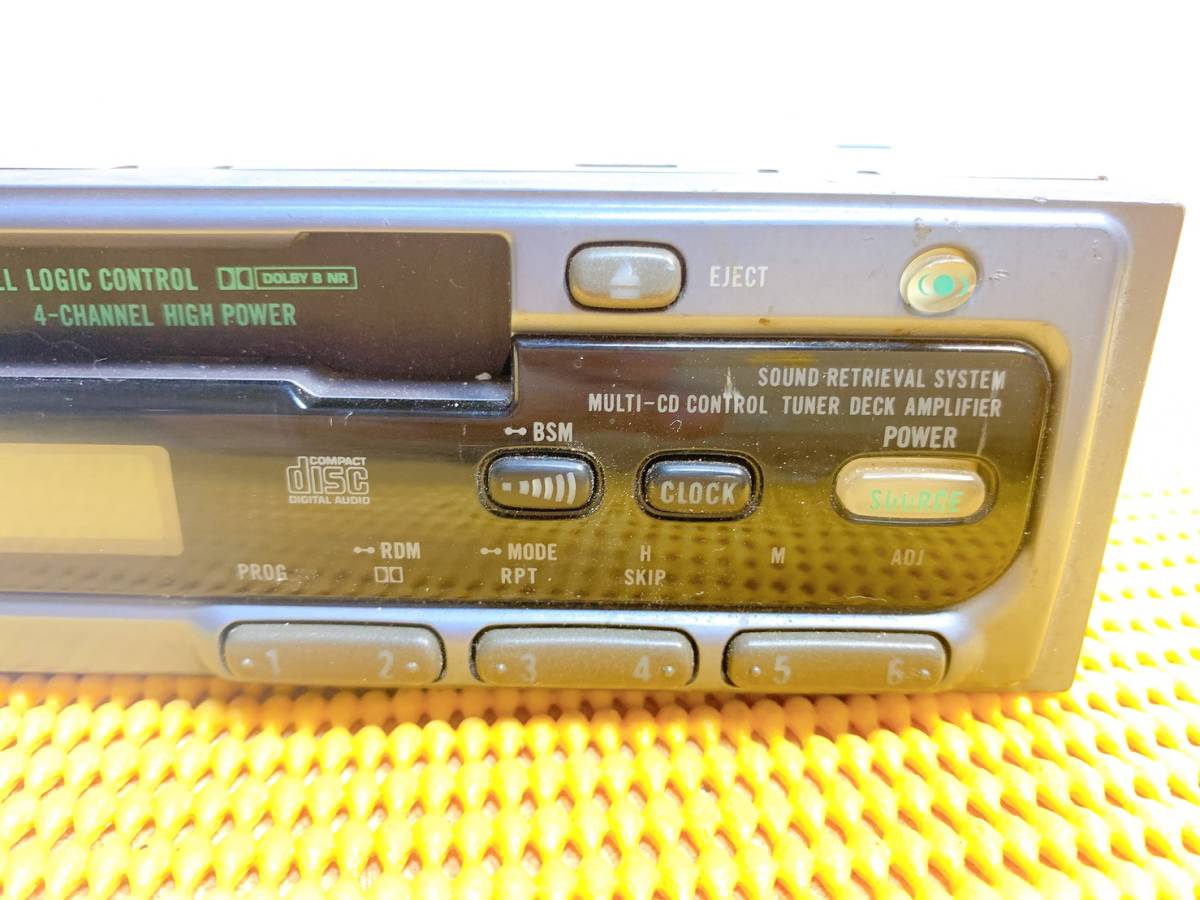 LL LOGIC CONTROL DOLBY B NR
4-CHANNEL HIGH POWER
EJECT
SOUND RETRIEVAL SYSTEM
MULTI-CD CONTROL TUNER DECK AMPLIFIER
BSM
POWER
COMPACT
disc
DIGITAL AUDIO
CLOCK
SOURCE
RDM
MODE
H
M
ADJ
PROG
RPT
SKIP
1 2 3 4 5 6